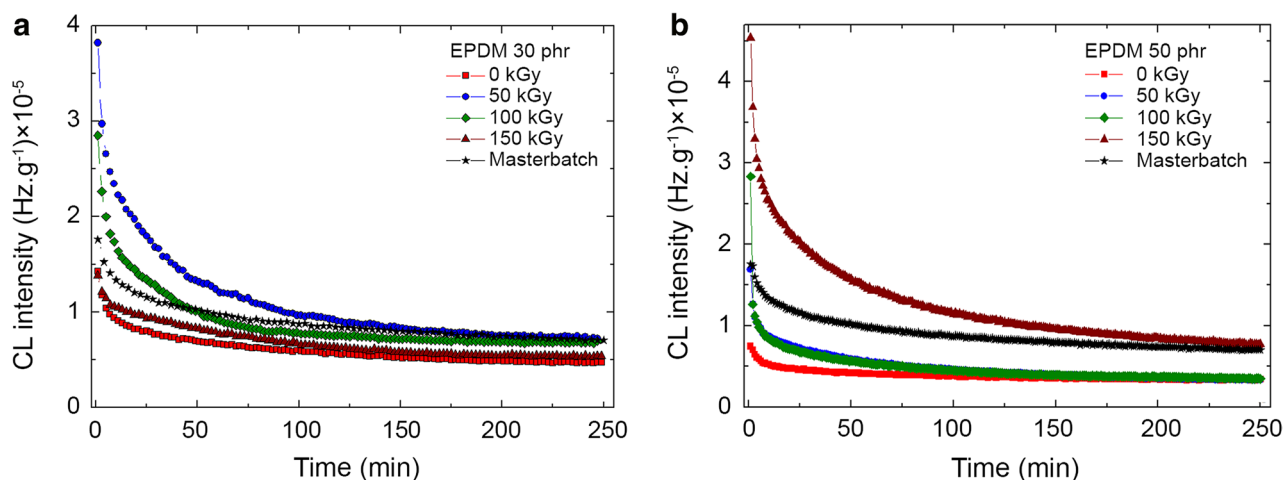 a
EPDM 30 phr
0 kGy
50 kGy
100 kGy
150 kGy
Masterbatch
CL intensity (Hz.g⁻¹)×10⁻⁵
4
3
2
1
0
0 50 100 150 200 250
Time (min)
b
EPDM 50 phr
0 kGy
50 kGy
100 kGy
150 kGy
Masterbatch
CL intensity (Hz.g⁻¹)×10⁻⁵
4
3
2
1
0
0 50 100 150 200 250
Time (min)